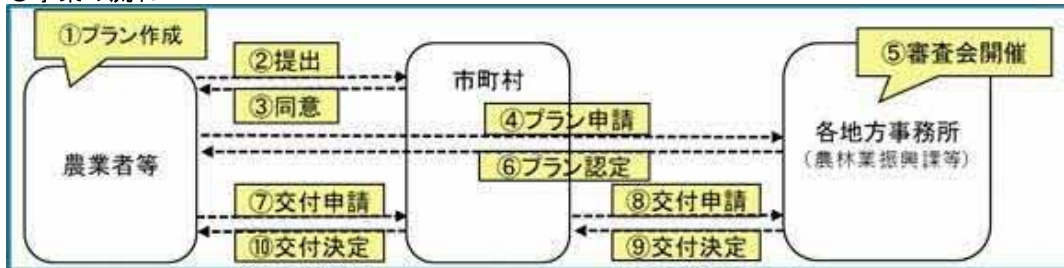 ①プラン作成
②提出
③同意
市町村
④プラン申請
⑤審査会開催
各地方事務所
(農林業振興課等)
農業者等
⑥プラン認定
⑦交付申請
⑧交付申請
⑩交付決定
⑨交付決定